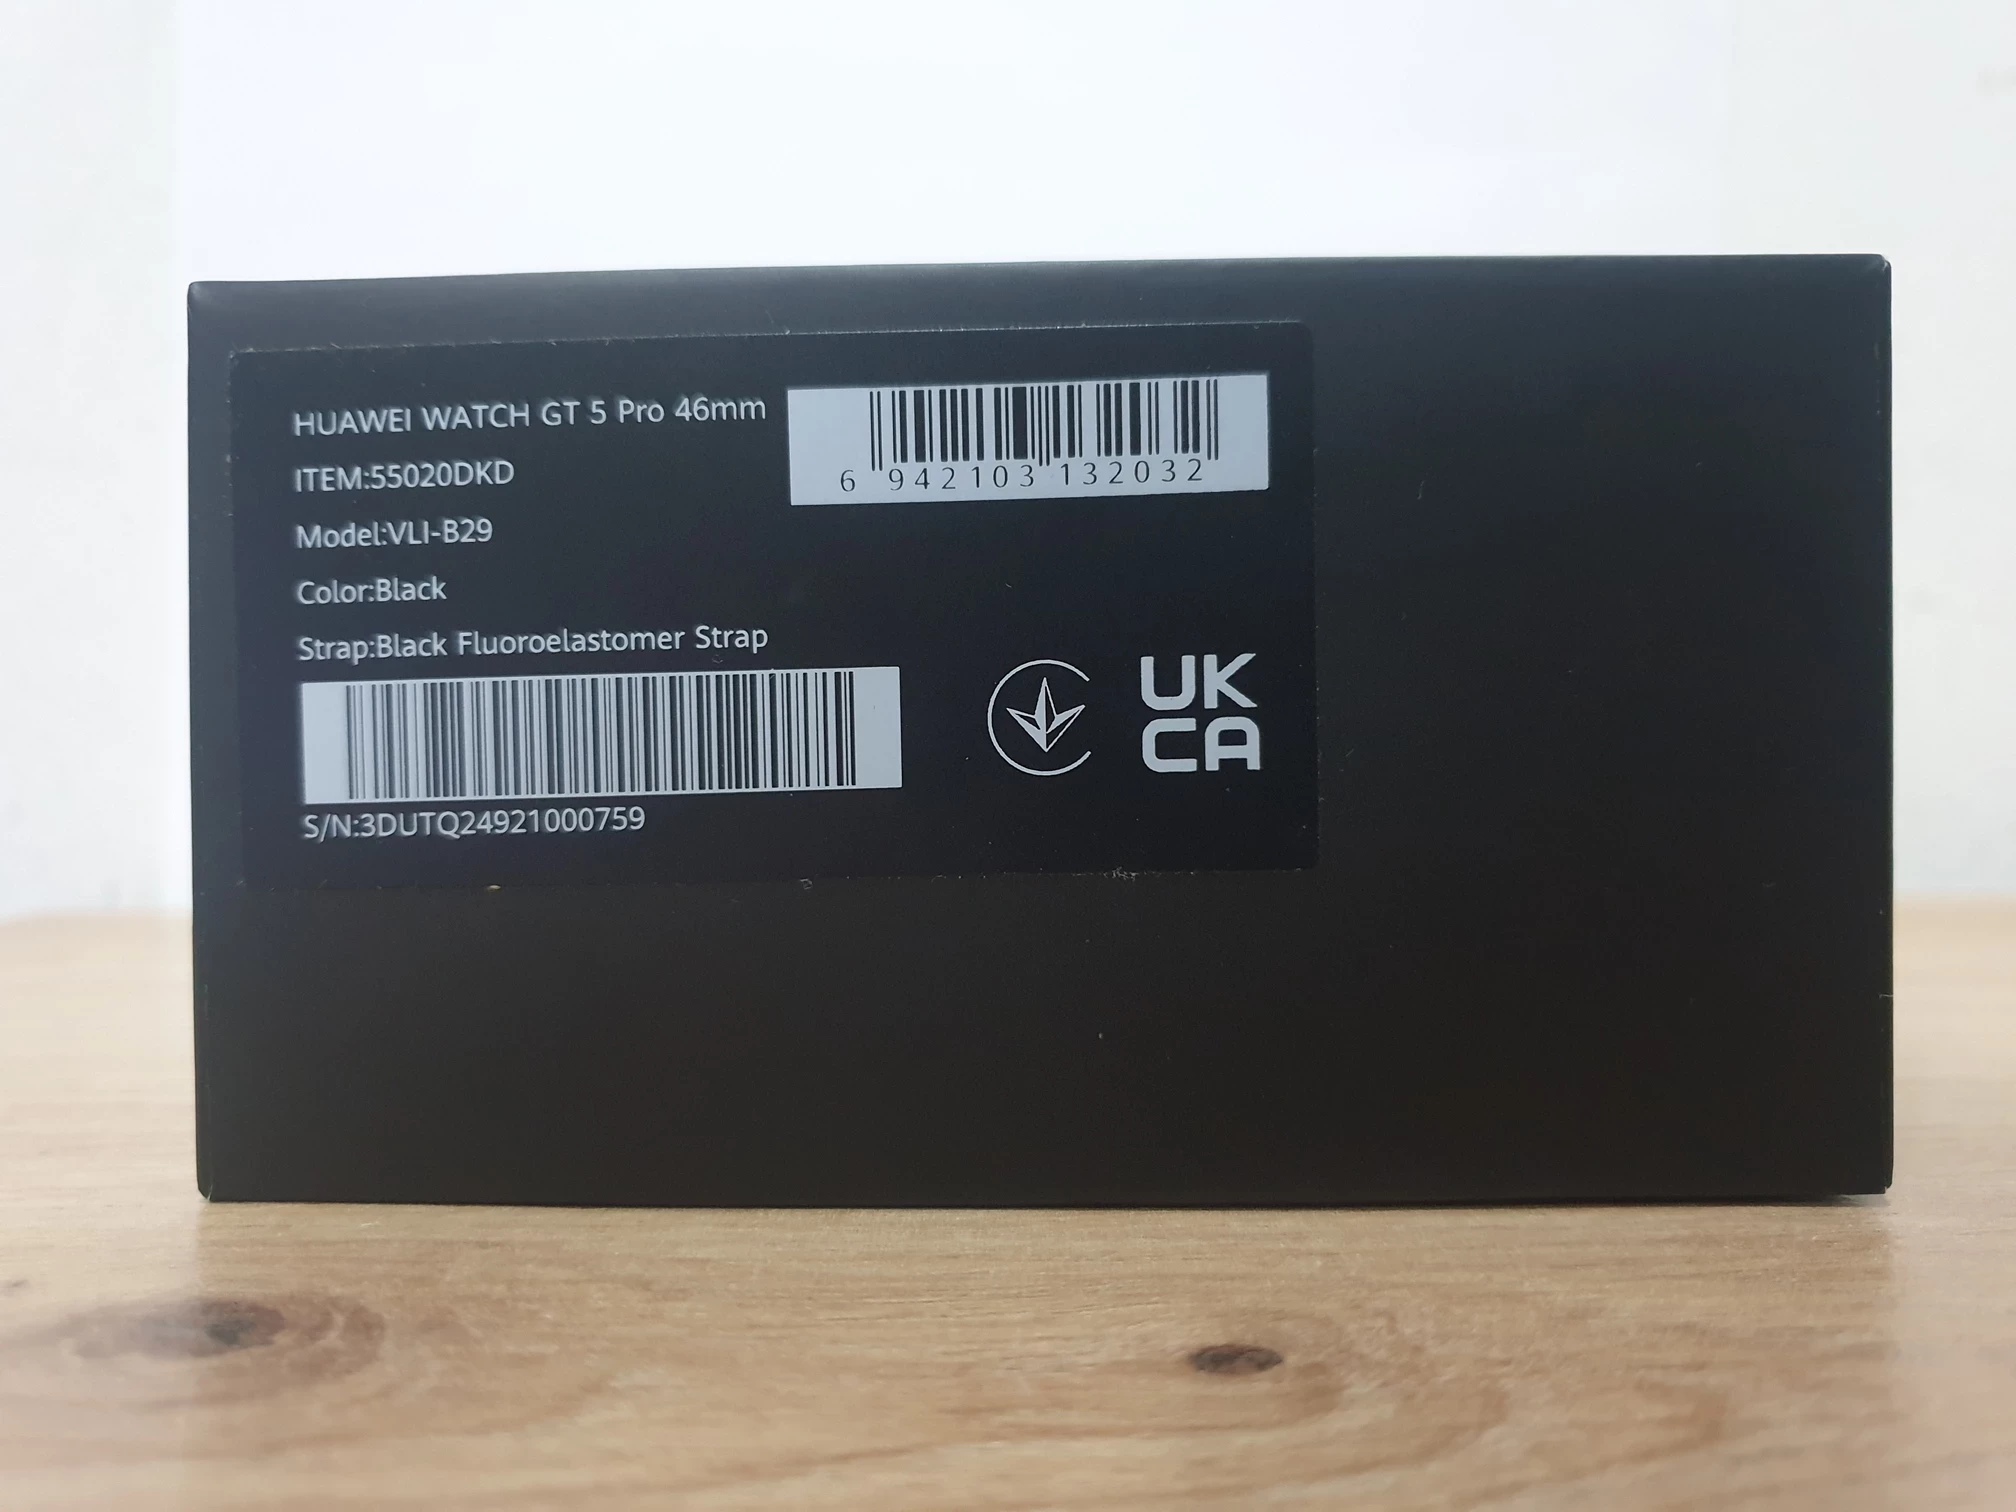 HUAWEI WATCH GT 5 Pro 46mm
ITEM:55020DKD
Model:VLI-B29
Color:Black
Strap:Black Fluoroelastomer Strap
S/N:3DUTQ24921000759
6 942103 132032
UK
CA